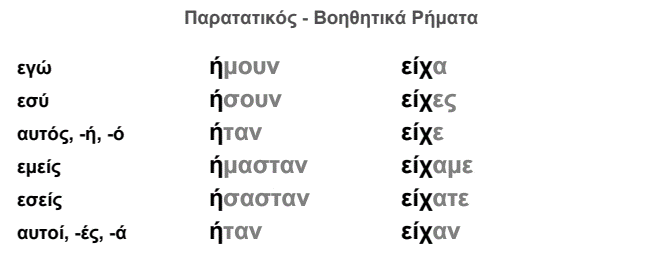 Παρατατικός - Βοηθητικά Ρήματα
εγώ ήμουν είχα
εσύ ήσουν είχες
αυτός, -ή, -ό ήταν είχε
εμείς ήμασταν είχαμε
εσείς ήσασταν είχατε
αυτοί, -ές, -ά ήταν είχαν